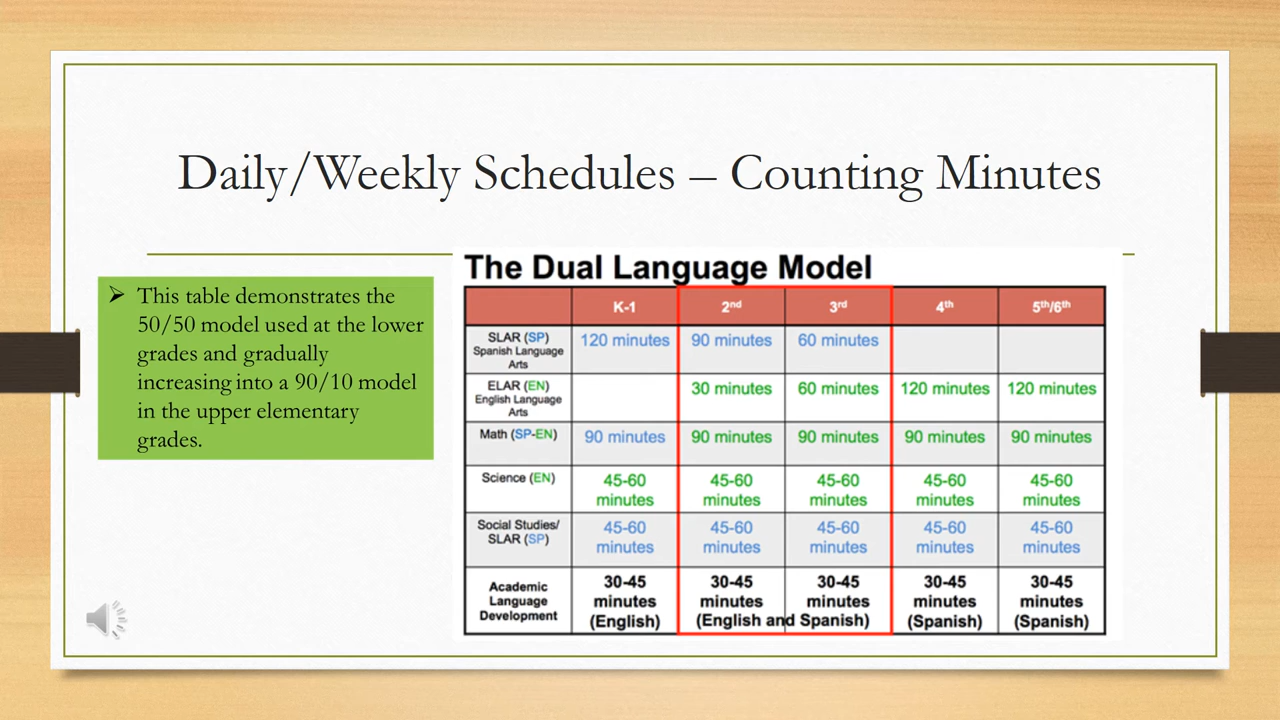 Daily/Weekly Schedules – Counting Minutes
➢ This table demonstrates the
50/50 model used at the lower
grades and gradually
increasing into a 90/10 model
in the upper elementary
grades.
The Dual Language Model
K-1 2nd 3rd 4th 5th/6th
SLAR (SP) 120 minutes 90 minutes 60 minutes
Spanish Language
Arts
ELAR (EN) 30 minutes 60 minutes 120 minutes 120 minutes
English Language
Arts
Math (SP-EN) 90 minutes 90 minutes 90 minutes 90 minutes 90 minutes
Science (EN) 45-60 45-60 45-60 45-60 45-60
minutes minutes minutes minutes minutes
Social Studies/ 45-60 45-60 45-60 45-60 45-60
SLAR (SP) minutes minutes minutes minutes minutes
Academic 30-45 30-45 30-45 30-45 30-45
Language minutes minutes minutes minutes minutes
Development (English) (English and Spanish) (Spanish) (Spanish)